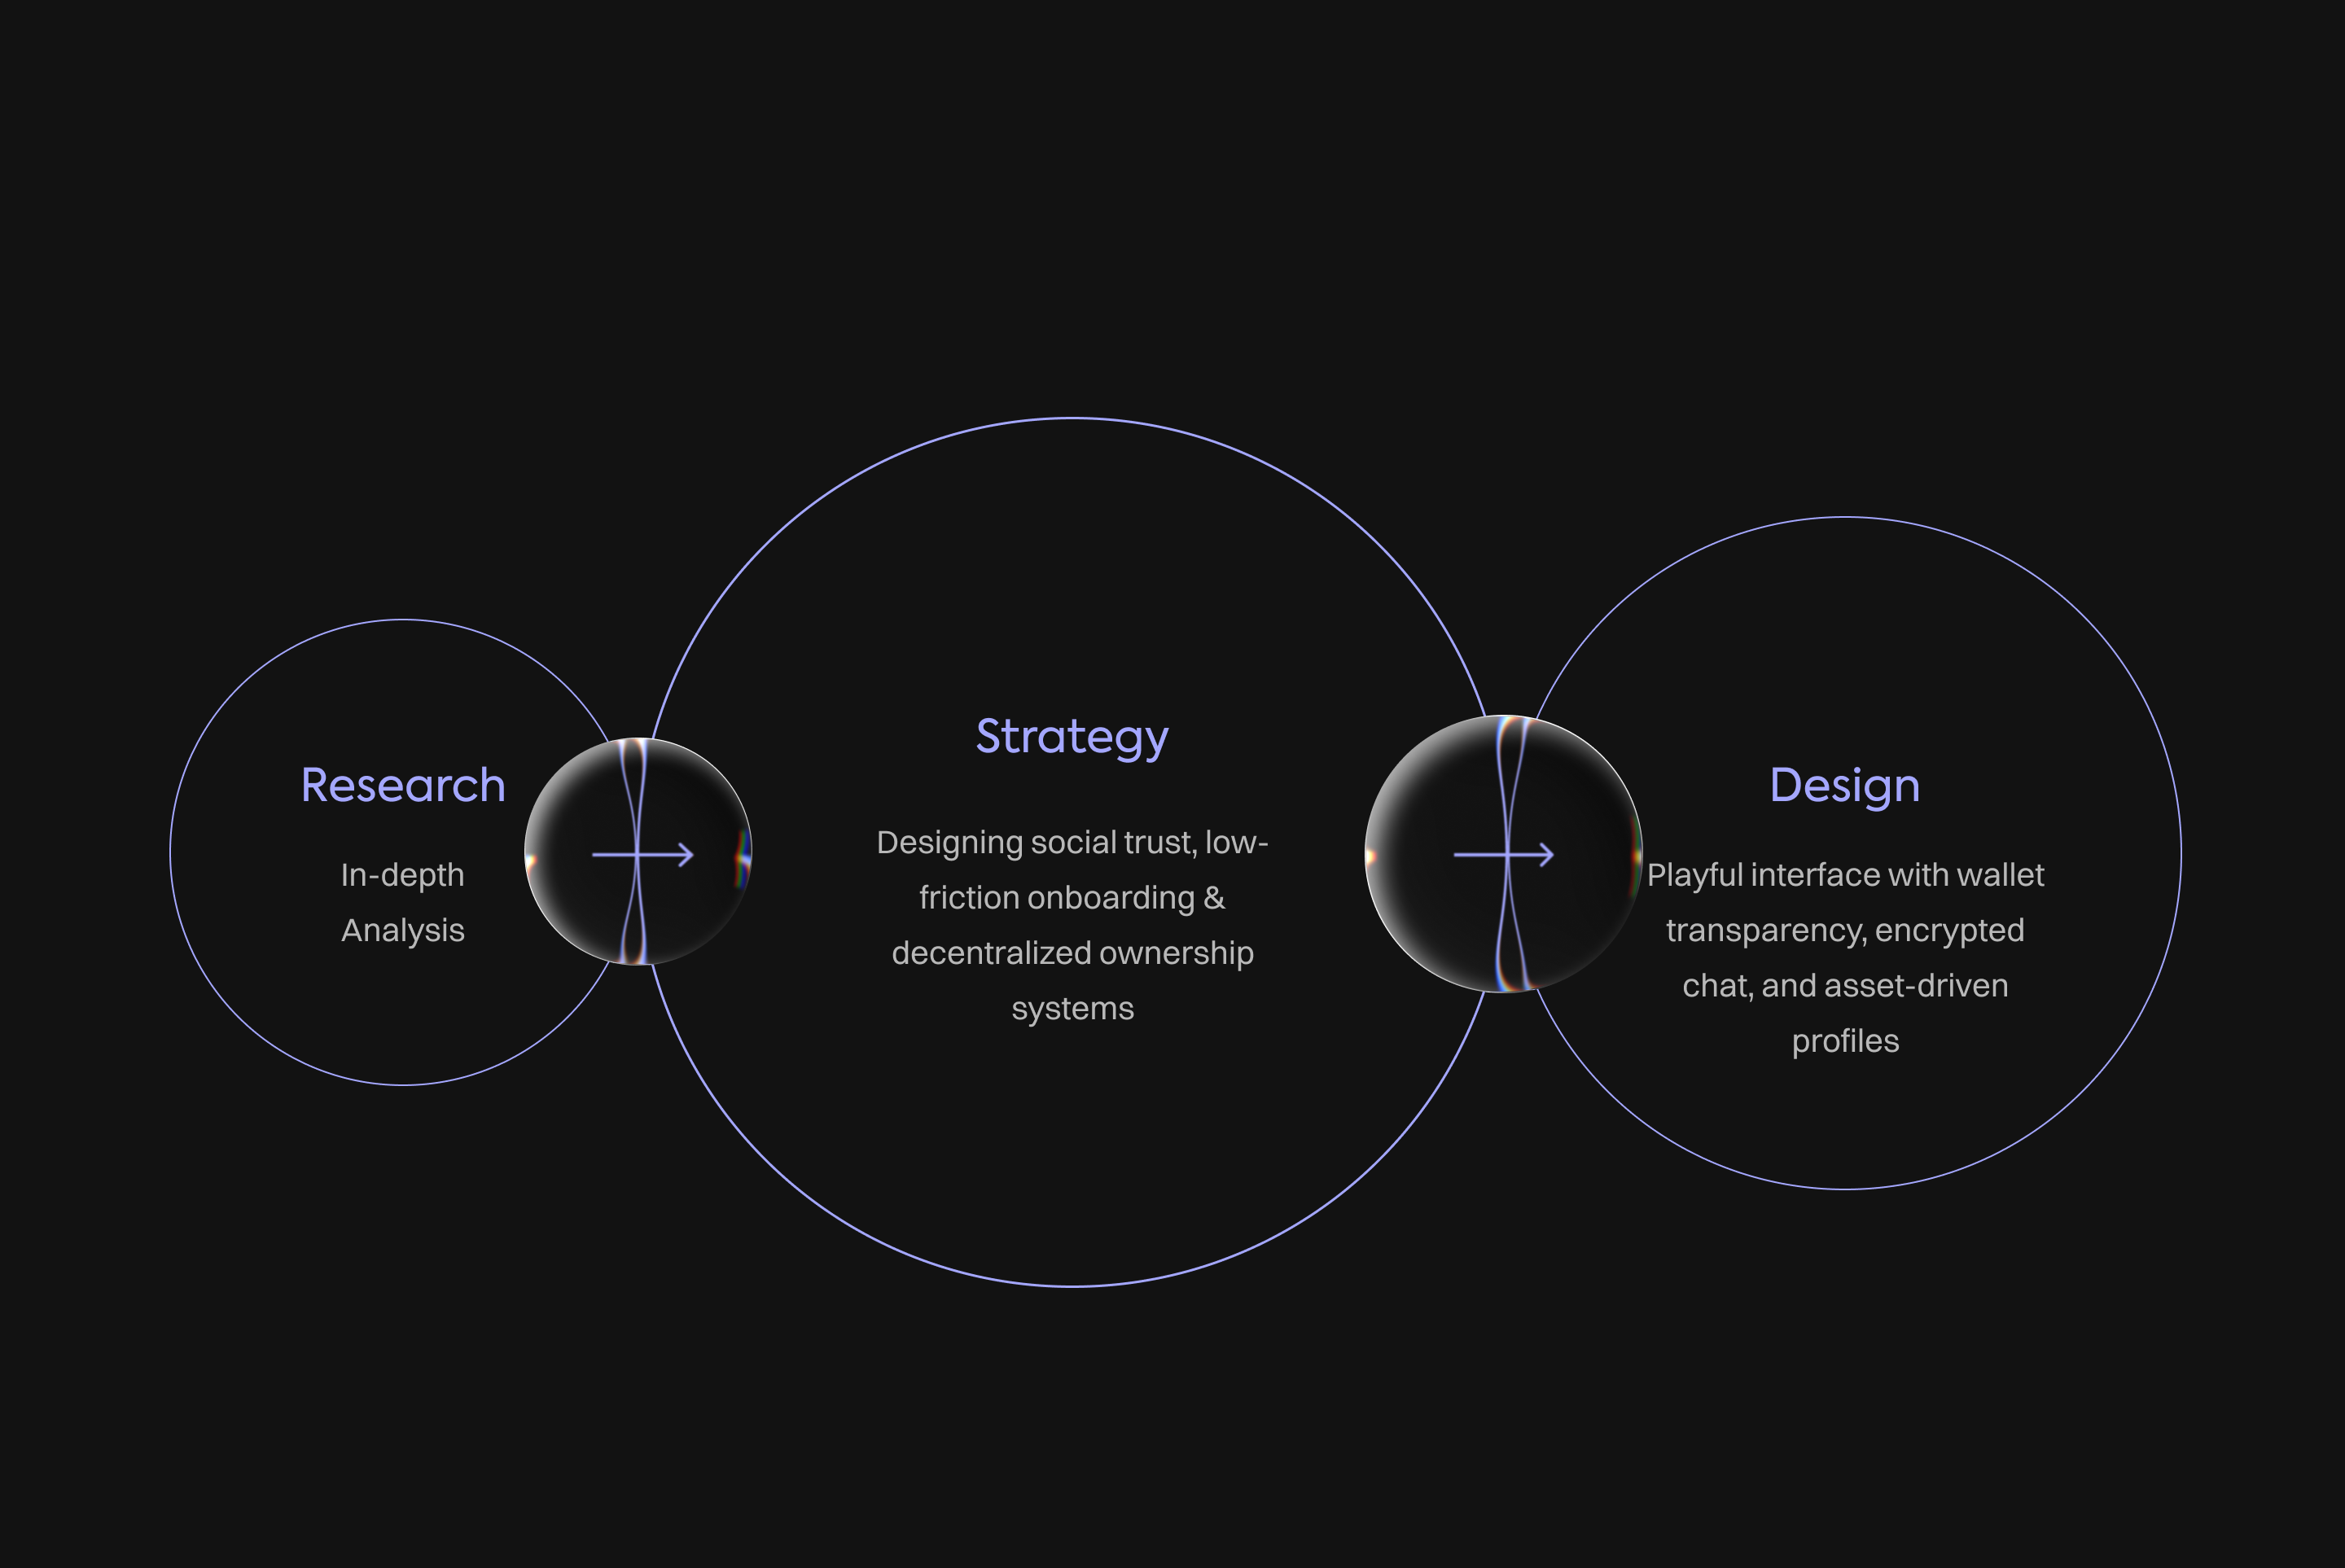 Research
In-depth
Analysis
Strategy
Designing social trust, low-
friction onboarding &
decentralized ownership
systems
Design
Playful interface with wallet
transparency, encrypted
chat, and asset-driven
profiles